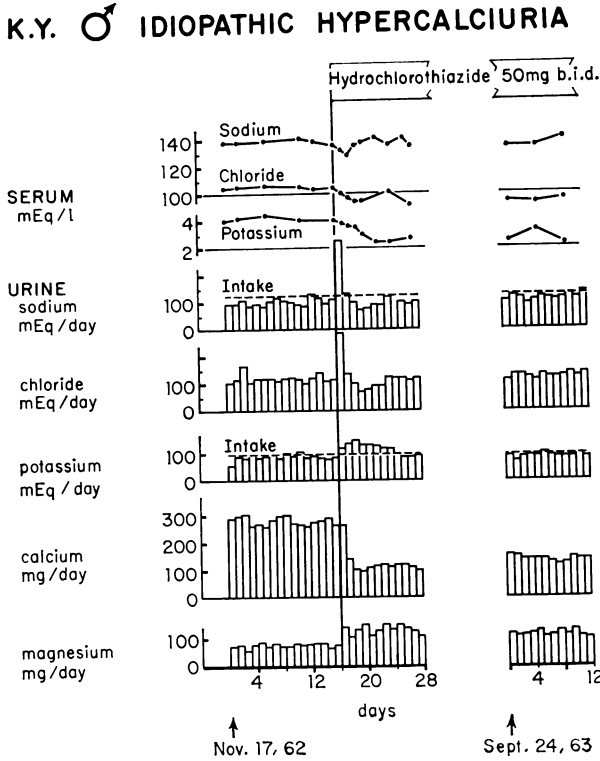 K.Y. ♂ IDIOPATHIC HYPERCALCIURIA
Hydrochlorothiazide 50mg b.i.d.
SERUM
mEq/l
Sodium
140
120
Chloride
100
Potassium
4
2
URINE
sodium
mEq/day
Intake
100
0
chloride
mEq/day
100
0
potassium
mEq/day
Intake
100
0
calcium
mg/day
300
200
100
0
magnesium
mg/day
100
0
4 12 20 28 4 12
days
Nov. 17, 62 Sept. 24, 63